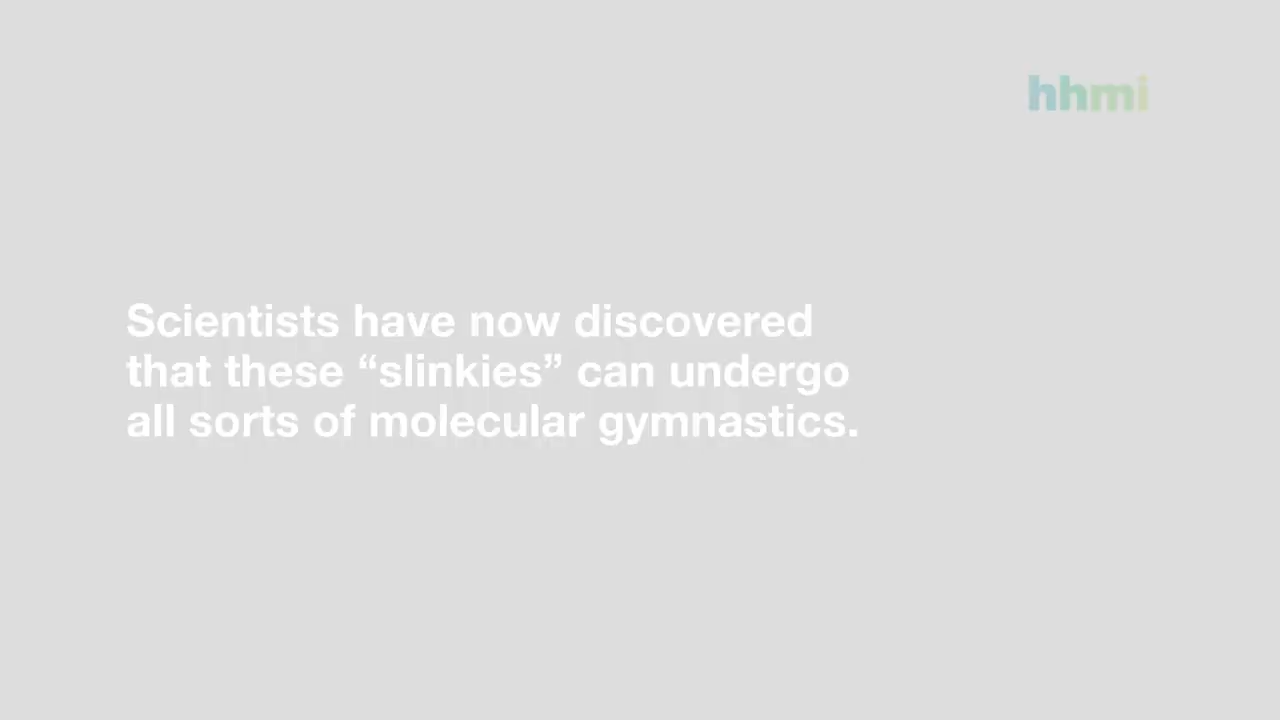 hhmi
Scientists have now discovered
that these “slinkies” can undergo
all sorts of molecular gymnastics.